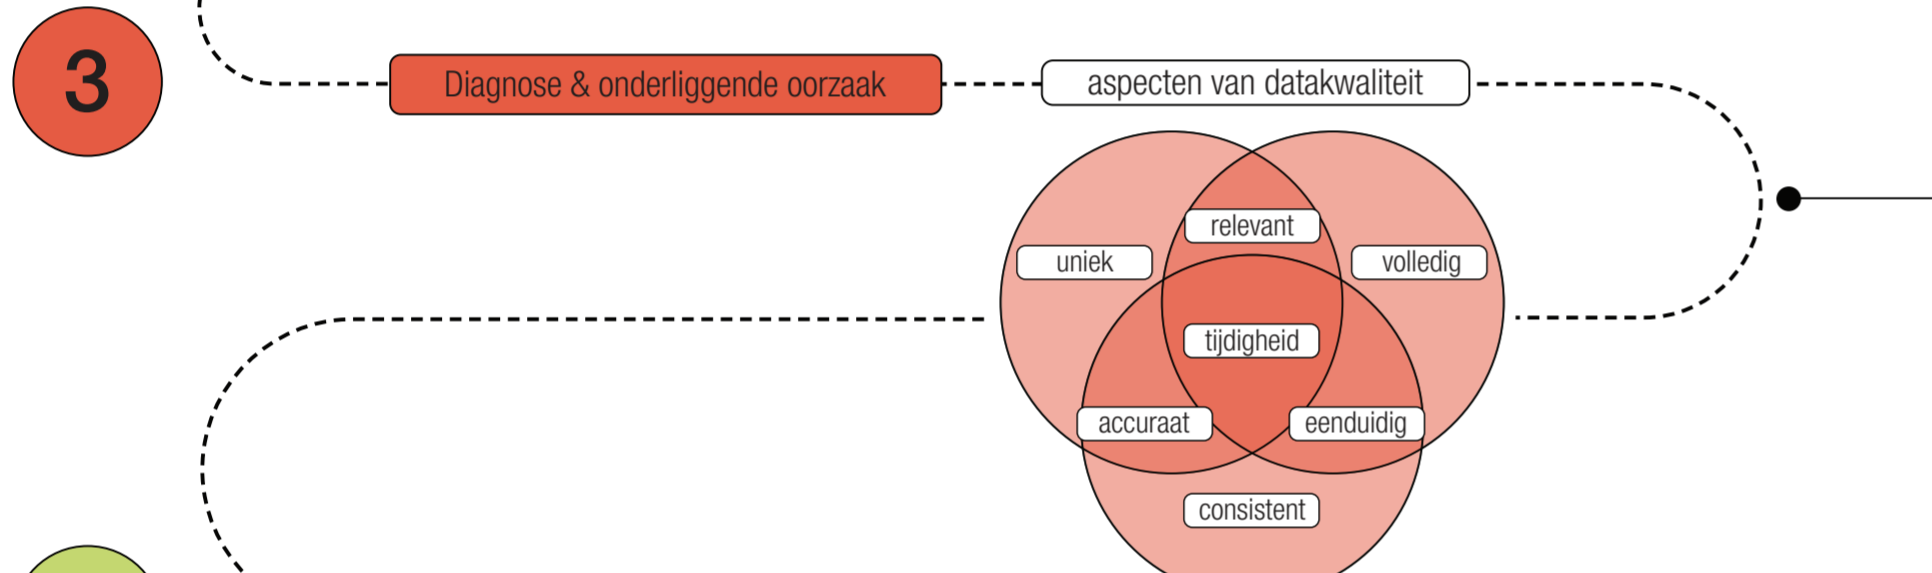 3
Diagnose & onderliggende oorzaak
aspecten van datakwaliteit
relevant
uniek
volledig
tijdigheid
accuraat
eenduidig
consistent